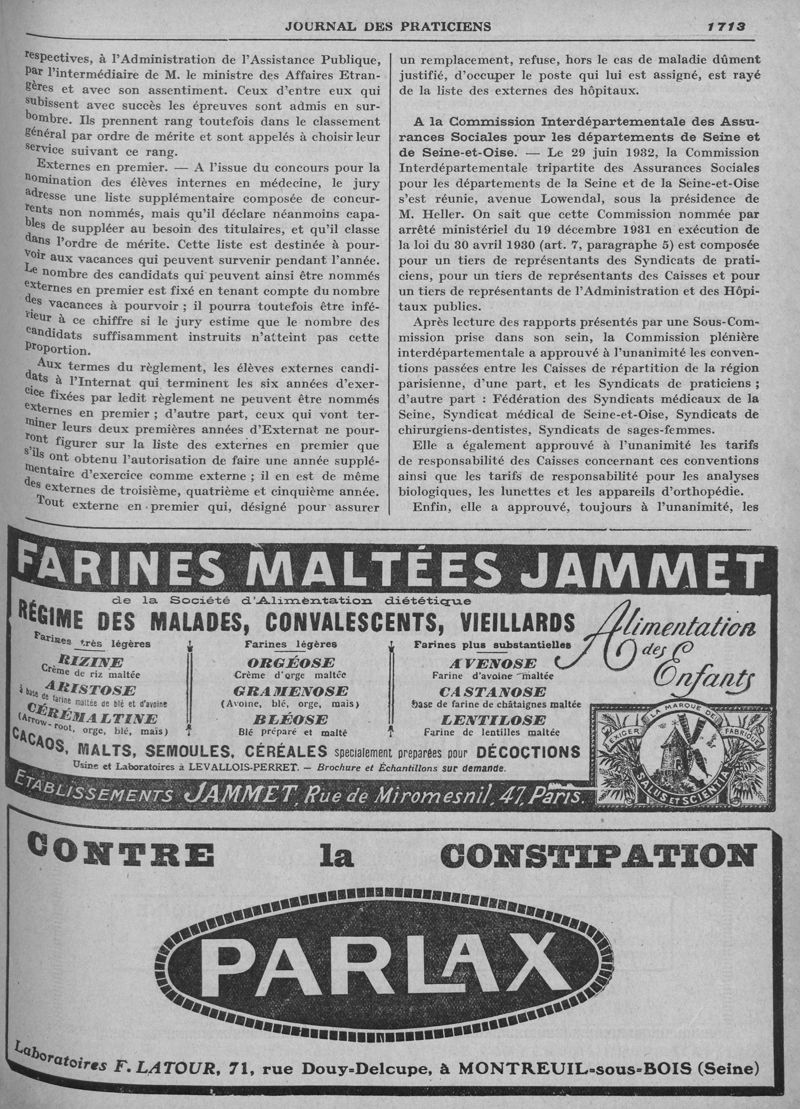 JOURNAL DES PRATICIENS 1713
respectives, à l'Administration de l'Assistance Publique,
par l'intermédiaire de M. le ministre des Affaires Etran-
gères et avec son assentiment. Ceux d'entre eux qui
subissent avec succès les épreuves sont admis en sur-
nombre. Ils prennent rang toutefois dans le classement
général par ordre de mérite et sont appelés à choisir leur
service suivant ce rang.
Externes en premier. — A l'issue du concours pour la
nomination des élèves internes en médecine, le jury
adresse une liste supplémentaire composée de concur-
rents non nommés, mais qu'il déclare néanmoins capa-
bles de suppléer au besoin des titulaires, et qu'il classe
dans l'ordre de mérite. Cette liste est destinée à pour-
voir aux vacances qui peuvent survenir pendant l'année.
Le nombre des candidats qui peuvent ainsi être nommés
externes en premier est fixé en tenant compte du nombre
des vacances à pourvoir ; il pourra toutefois être infé-
rieur à ce chiffre si le jury estime que le nombre des
candidats suffisamment instruits n'atteint pas cette
proportion.
Aux termes du règlement, les élèves externes candi-
dats à l'Internat qui terminent les six années d'exer-
cice fixées par ledit règlement ne peuvent être nommés
externes en premier ; d'autre part, ceux qui vont ter-
miner leurs deux premières années d'Externat ne pour-
ront figurer sur la liste des externes en premier que
s'ils ont obtenu l'autorisation de faire une année supplé-
mentaire d'exercice comme externe ; il en est de même
des externes de troisième, quatrième et cinquième année.
Tout externe en premier qui, désigné pour assurer
un remplacement, refuse, hors le cas de maladie dûment
justifié, d'occuper le poste qui lui est assigné, est rayé
de la liste des externes des hôpitaux.
A la Commission Interdépartementale des Assu-
rances Sociales pour les départements de Seine et
de Seine-et-Oise. — Le 29 juin 1932, la Commission
Interdépartementale tripartite des Assurances Sociales
pour les départements de la Seine et de la Seine-et-Oise
s'est réunie, avenue Lowendal, sous la présidence de
M. Heller. On sait que cette Commission nommée par
arrêté ministériel du 19 décembre 1931 en exécution de
la loi du 30 avril 1930 (art. 7, paragraphe 5) est composée
pour un tiers de représentants des Syndicats de prati-
ciens, pour un tiers de représentants des Caisses et pour
un tiers de représentants de l'Administration et des Hôpi-
taux publics.
Après lecture des rapports présentés par une Sous-Com-
mission prise dans son sein, la Commission plénière
interdépartementale a approuvé à l'unanimité les conven-
tions passées entre les Caisses de répartition de la région
parisienne, d'une part, et les Syndicats de praticiens ;
d'autre part : Fédération des Syndicats médicaux de la
Seine, Syndicat médical de Seine-et-Oise, Syndicats de
chirurgiens-dentistes, Syndicats de sages-femmes.
Elle a également approuvé à l'unanimité les tarifs
de responsabilité des Caisses concernant ces conventions
ainsi que les tarifs de responsabilité pour les analyses
biologiques, les lunettes et les appareils d'orthopédie.
Enfin, elle a approuvé, toujours à l'unanimité, les
FARINES MALTÉES JAMMET
de la Société d'Alimentation diététique
RÉGIME DES MALADES, CONVALESCENTS, VIEILLARDS
Alimentation
des
Enfants
Farines très légères
RIZINE
Crème de riz maltée
ARISTOSE
à base de farine maltée de blé et d'avoine
CÉRÉMALTINE
(Arrow-root, orge, blé, maïs)
Farines légères
ORGÉOSE
Crème d'orge maltée
GRAMENOSE
(Avoine, blé, orge, maïs)
BLÉOSE
Blé préparé et malté
Farines plus substantielles
AVENOSE
Farine d'avoine maltée
CASTANOSE
Base de farine de châtaignes maltée
LENTILOSE
Farine de lentilles maltée
CACAOS, MALTS, SEMOULES, CÉRÉALES specialement preparées pour DÉCOCTIONS
Usine et Laboratoires à LEVALLOIS-PERRET. — Brochure et Échantillons sur demande.
ÉTABLISSEMENTS JAMMET, Rue de Miromesnil, 47, Paris.
EXIGER LA MARQUE DE FABRIQUE
SALUS ET SCIENTIA
CONTRE la CONSTIPATION
PARLAX
Laboratoires F. LATOUR, 71, rue Douy-Delcupe, à MONTREUIL-sous-BOIS (Seine)